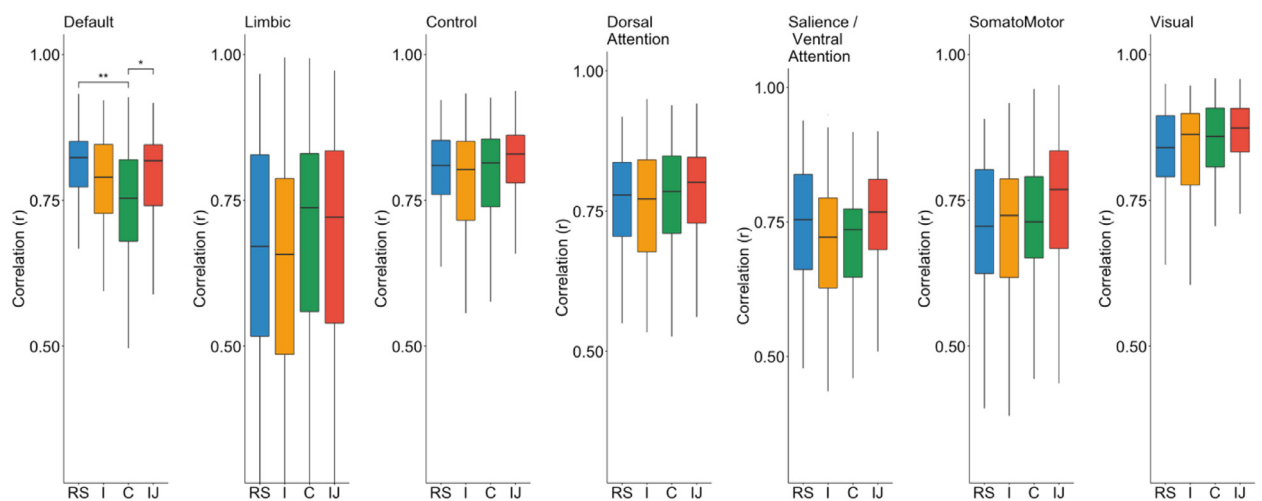 Default
Correlation (r)
1.00
0.75
0.50
**
*
RS I C IJ
Limbic
Correlation (r)
1.00
0.75
0.50
RS I C IJ
Control
Correlation (r)
1.00
0.75
0.50
RS I C IJ
Dorsal
Attention
Correlation (r)
1.00
0.75
0.50
RS I C IJ
Salience /
Ventral
Attention
Correlation (r)
1.00
0.75
0.50
RS I C IJ
SomatoMotor
Correlation (r)
1.00
0.75
0.50
RS I C IJ
Visual
Correlation (r)
1.00
0.75
0.50
RS I C IJ